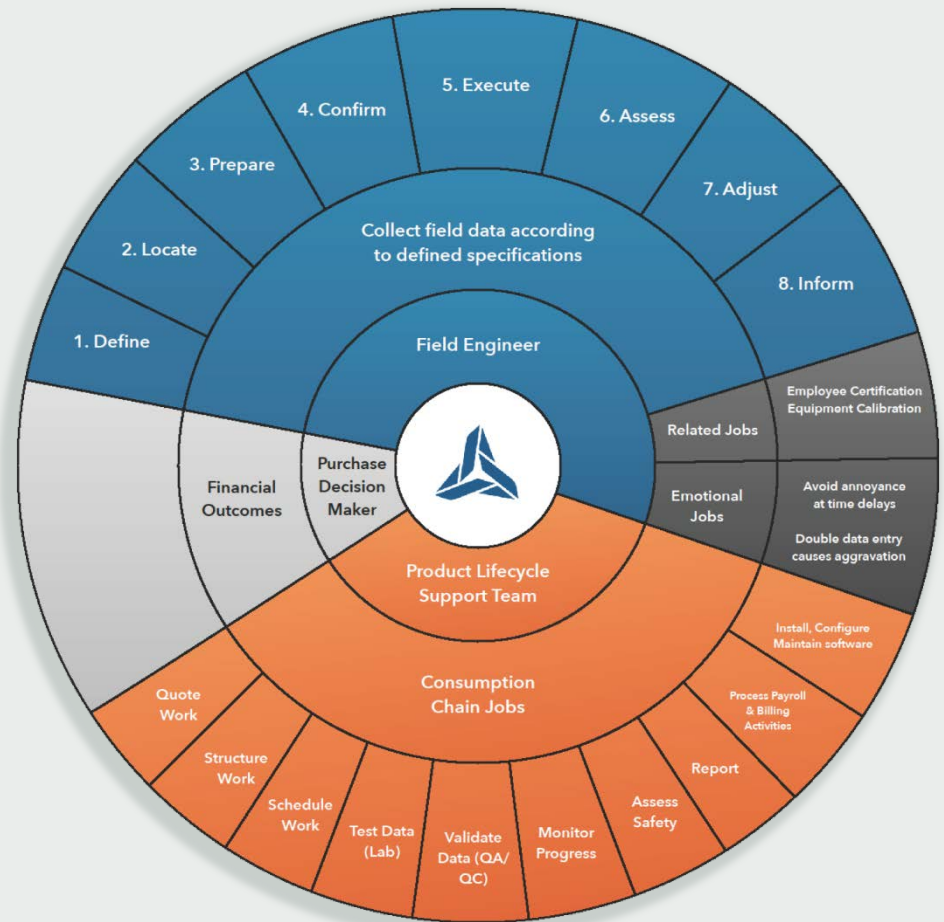 1. Define
2. Locate
3. Prepare
4. Confirm
5. Execute
6. Assess
7. Adjust
8. Inform
Collect field data according
to defined specifications
Field Engineer
Related Jobs
Employee Certification
Equipment Calibration
Emotional
Jobs
Avoid annoyance
at time delays
Double data entry
causes aggravation
Purchase
Decision
Maker
Financial
Outcomes
Product Lifecycle
Support Team
Consumption
Chain Jobs
Quote
Work
Structure
Work
Schedule
Work
Test Data
(Lab)
Validate
Data (QA/
QC)
Monitor
Progress
Assess
Safety
Report
Process Payroll
& Billing
Activities
Install, Configure
Maintain software